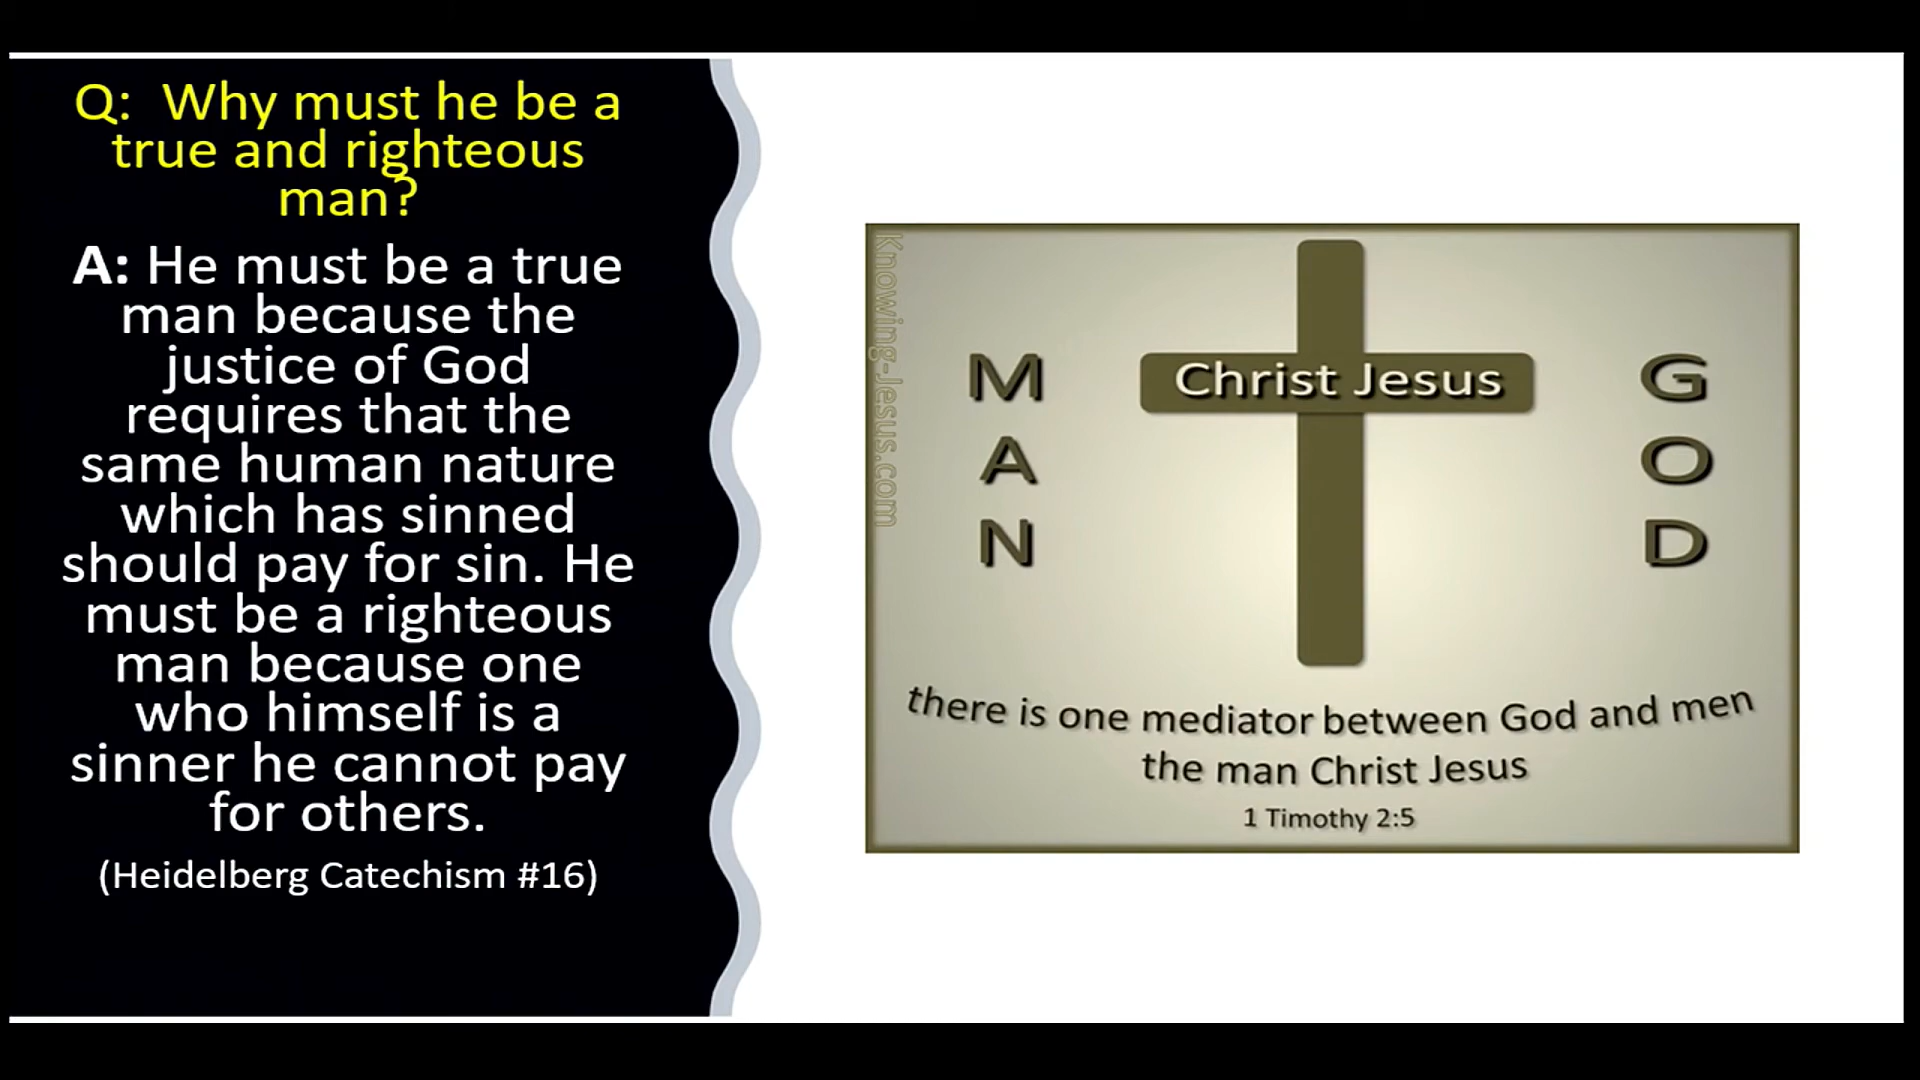 Q:  Why must he be a
true and righteous
man?
A: He must be a true
man because the
justice of God
requires that the
same human nature
which has sinned
should pay for sin. He
must be a righteous
man because one
who himself is a
sinner he cannot pay
for others.
(Heidelberg Catechism #16)
Knowing-Jesus.com
MAN
Christ Jesus
GOD
there is one mediator between God and men
the man Christ Jesus
1 Timothy 2:5